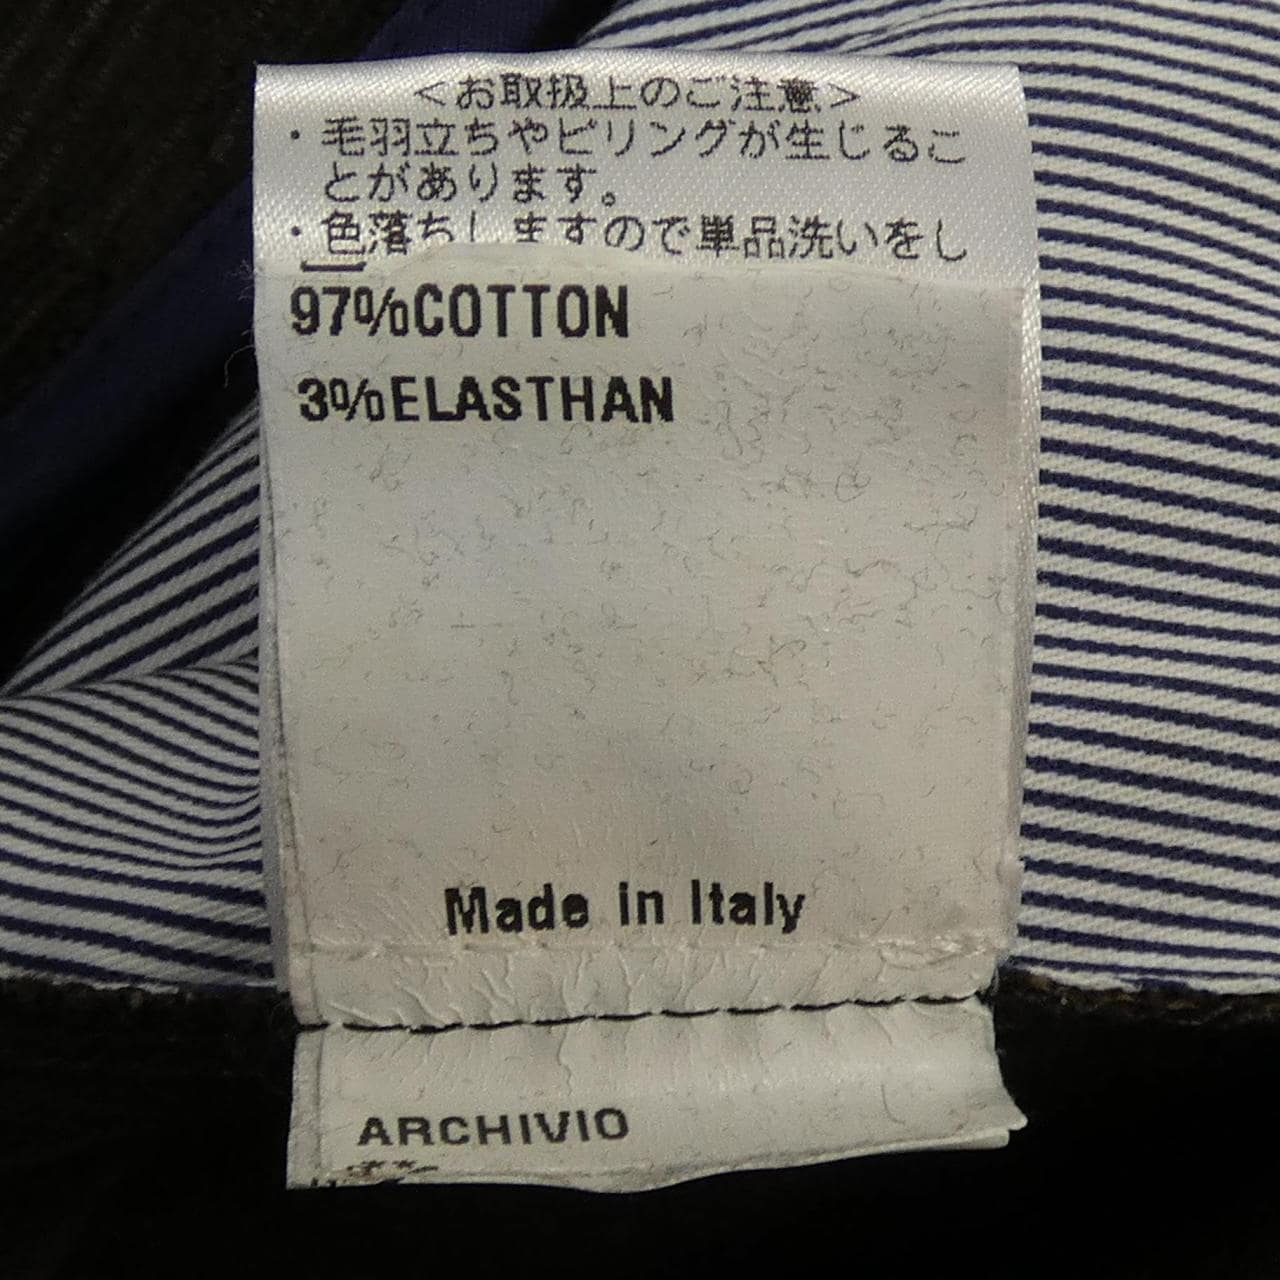 <お取扱上のご注意>
・毛羽立ちやピリングが生じるこ
とがあります。
・色落ちしますので単品洗いをし
97%COTTON
3%ELASTHAN
Made in Italy
ARCHIVIO